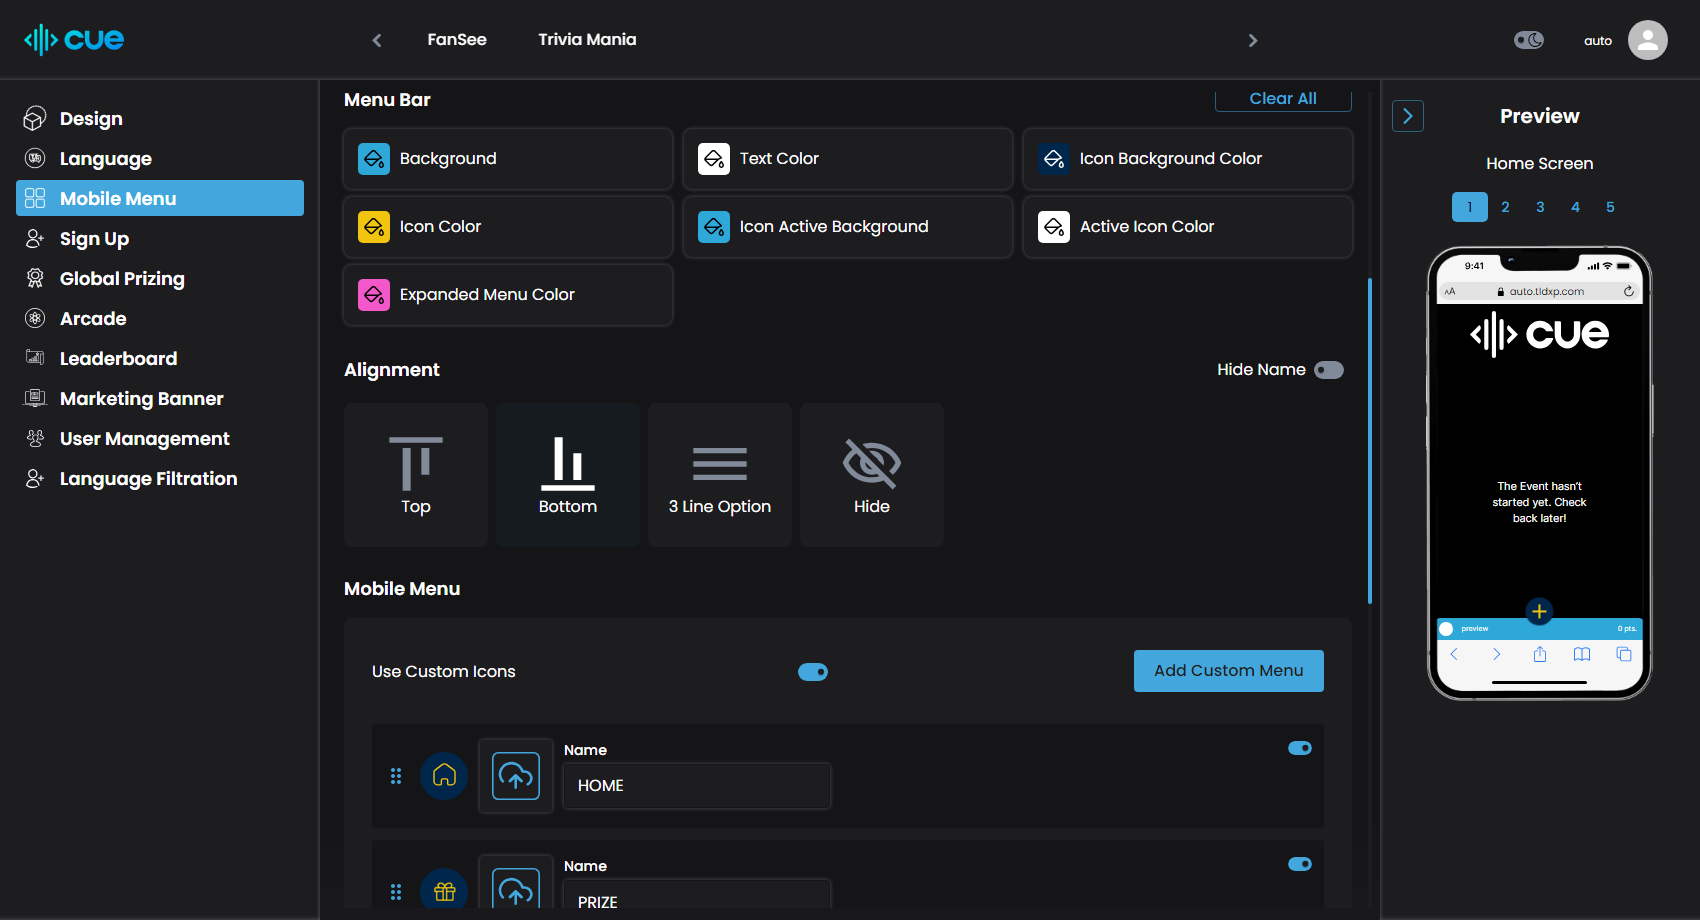 cue
FanSee
Trivia Mania
auto
Design
Language
Mobile Menu
Sign Up
Global Prizing
Arcade
Leaderboard
Marketing Banner
User Management
Language Filtration
Menu Bar
Clear All
Background
Text Color
Icon Background Color
Icon Color
Icon Active Background
Active Icon Color
Expanded Menu Color
Alignment
Hide Name
Top
Bottom
3 Line Option
Hide
Mobile Menu
Use Custom Icons
Add Custom Menu
Name
HOME
Name
PRIZE
Preview
Home Screen
1 2 3 4 5
9:41
AA auto.tldxp.com
cue
The Event hasn't
started yet. Check
back later!
preview 0 pts.